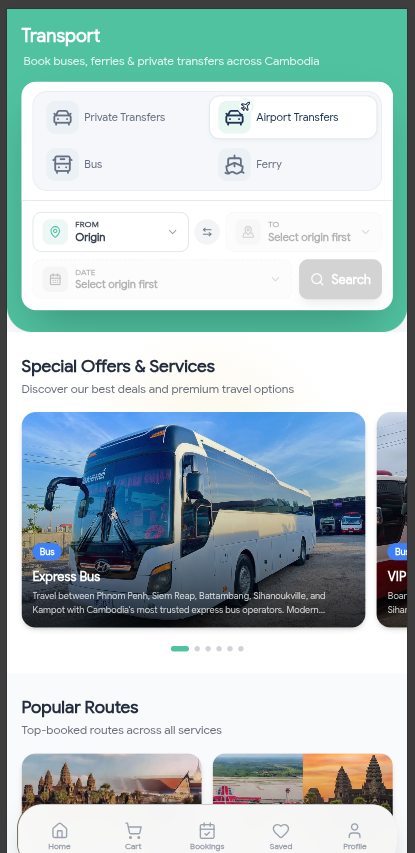 Transport
Book buses, ferries & private transfers across Cambodia
Private Transfers
Airport Transfers
Bus
Ferry
FROM
Origin
TO
Select origin first
DATE
Select origin first
Search
Special Offers & Services
Discover our best deals and premium travel options
Bus
Express Bus
Travel between Phnom Penh, Siem Reap, Battambang, Sihanoukville, and
Kampot with Cambodia's most trusted express bus operators. Modern...
Bus
VIP
Popular Routes
Top-booked routes across all services
Home
Cart
Bookings
Saved
Profile